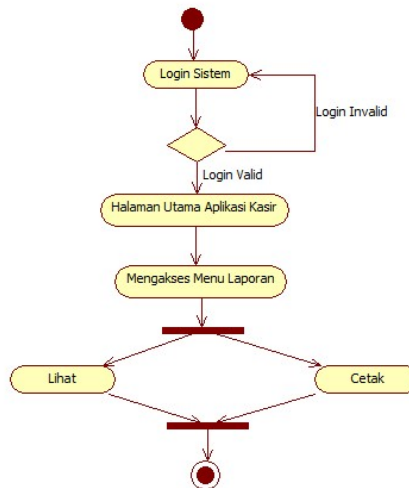 Login Sistem
Login Invalid
Login Valid
Halaman Utama Aplikasi Kasir
Mengakses Menu Laporan
Lihat
Cetak